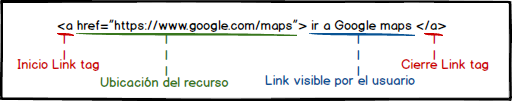 <a href="https://www.google.com/maps"> ir a Google maps </a>
Inicio Link tag
Ubicación del recurso
Link visible por el usuario
Cierre Link tag